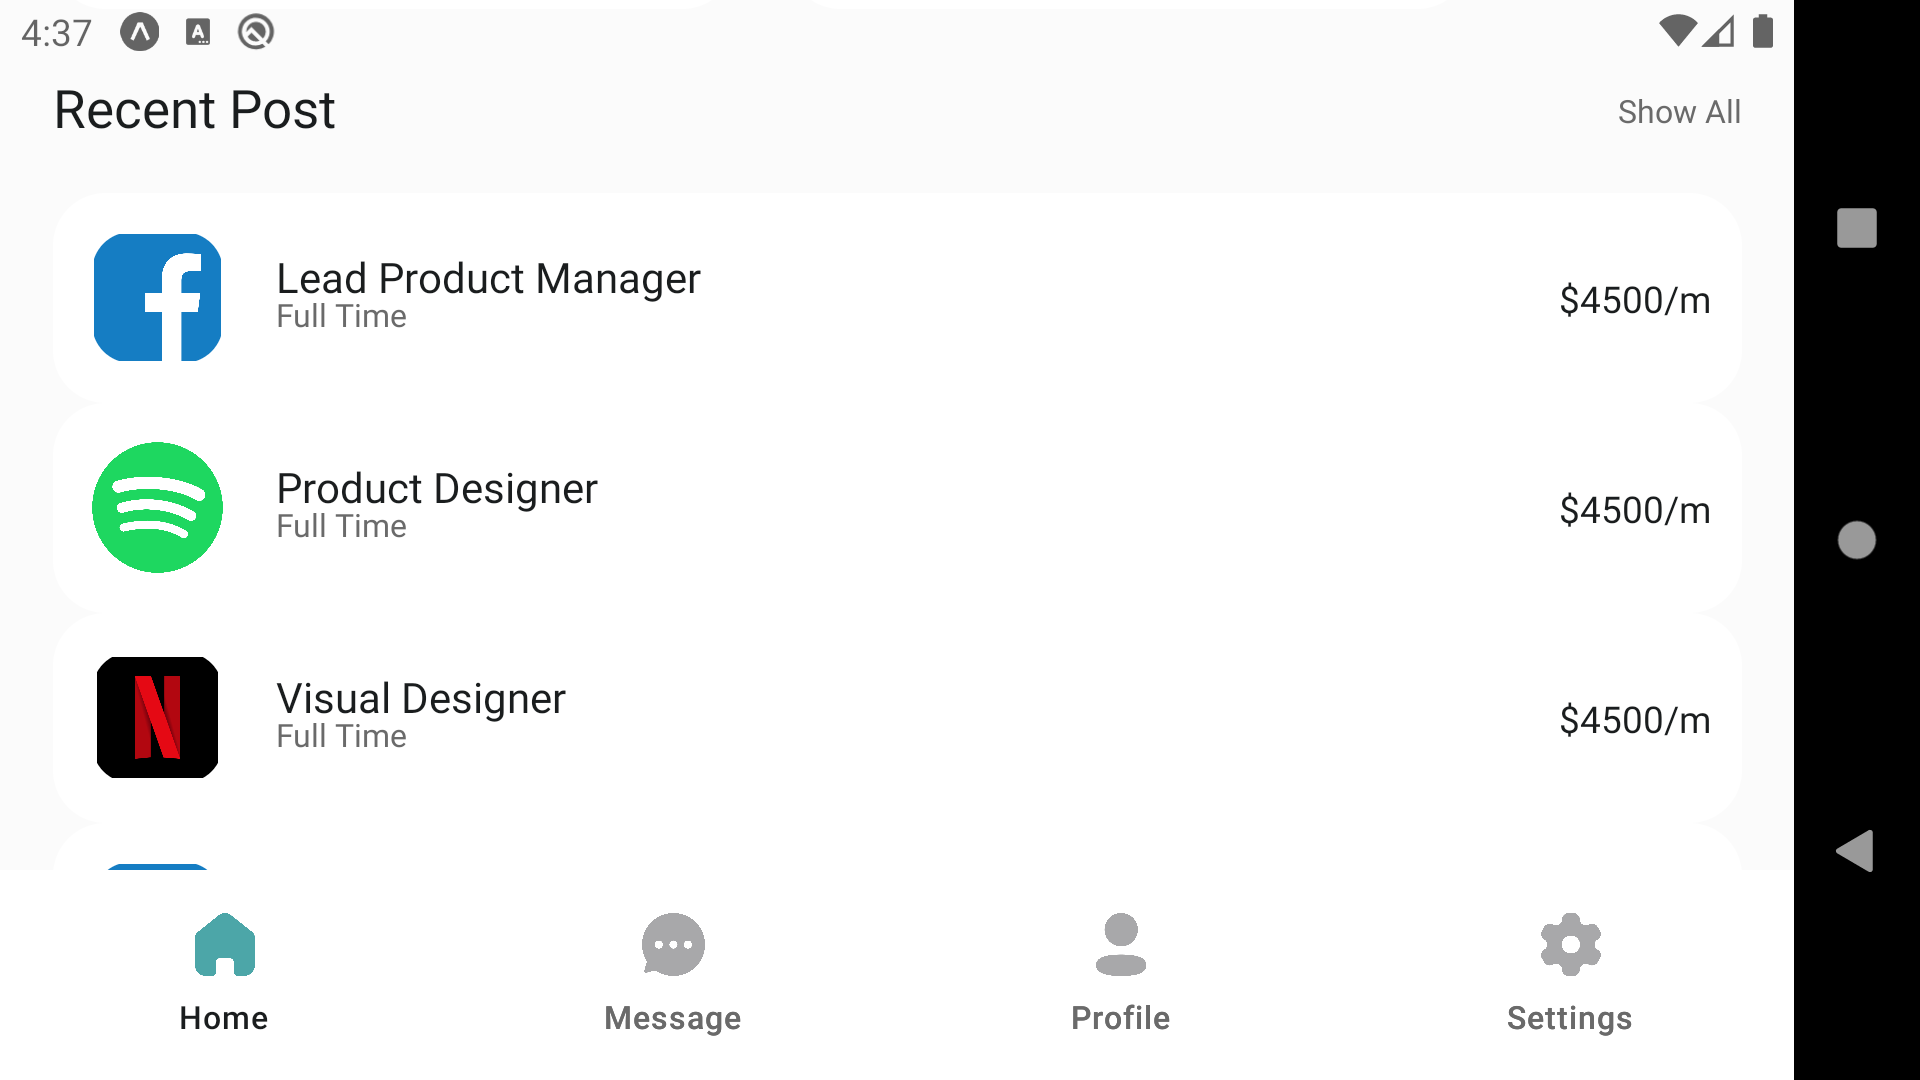 4:37
Recent Post
Show All
Lead Product Manager
Full Time
$4500/m
Product Designer
Full Time
$4500/m
Visual Designer
Full Time
$4500/m
Home
Message
Profile
Settings